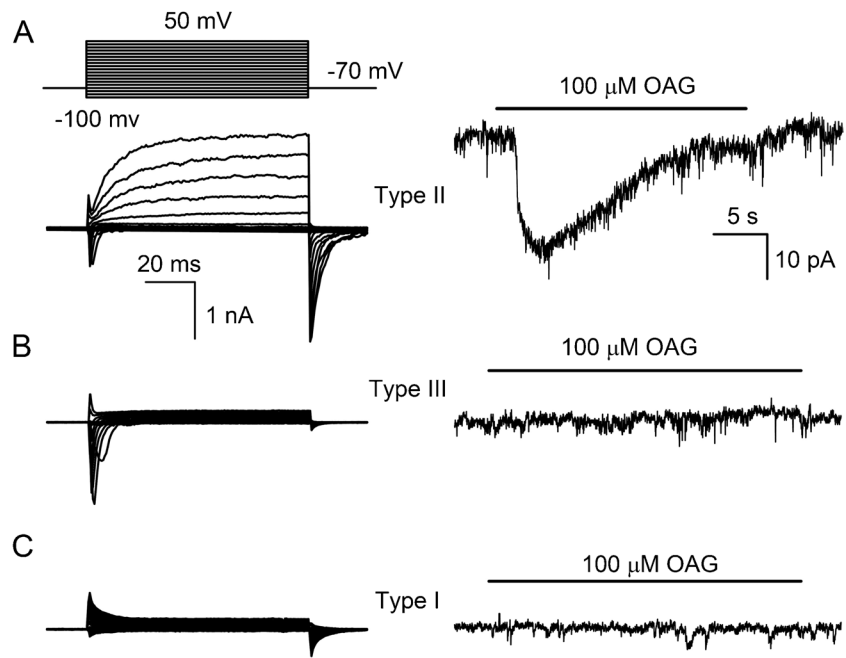 A
50 mV
-70 mV
-100 mv
100 μM OAG
Type II
20 ms
1 nA
5 s
10 pA
B
100 μM OAG
Type III
C
100 μM OAG
Type I